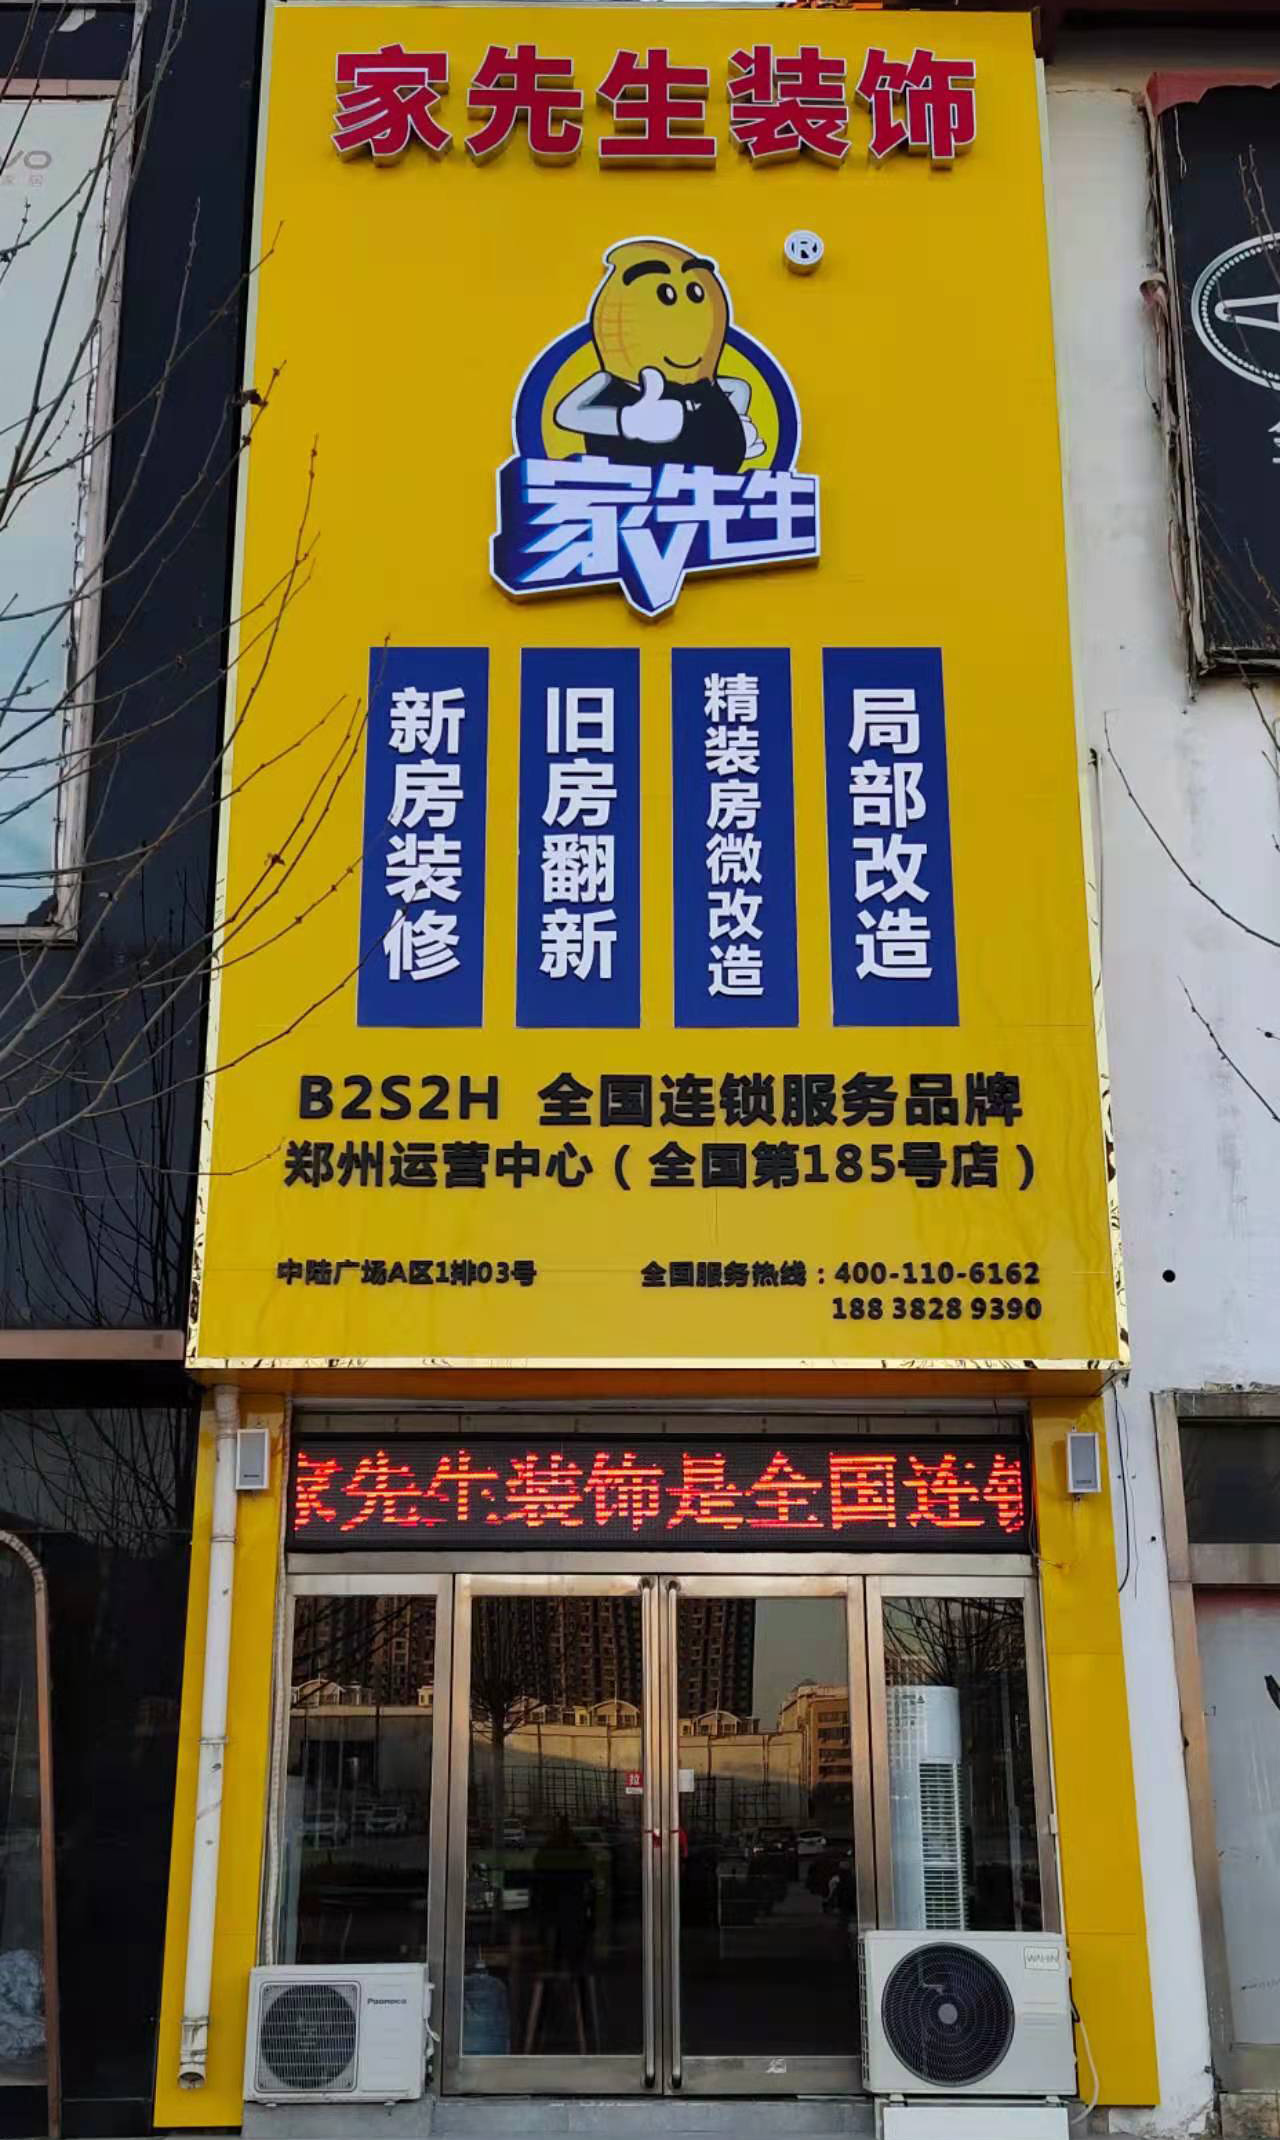 家先生装饰
®
家先生
新房装修
旧房翻新
精装房微改造
局部改造
B2S2H 全国连锁服务品牌
郑州运营中心（全国第185号店）
中陆广场A区1排03号
全国服务热线：400-110-6162
188 3828 9390
家先生装饰是全国连锁
拉
WAHIN